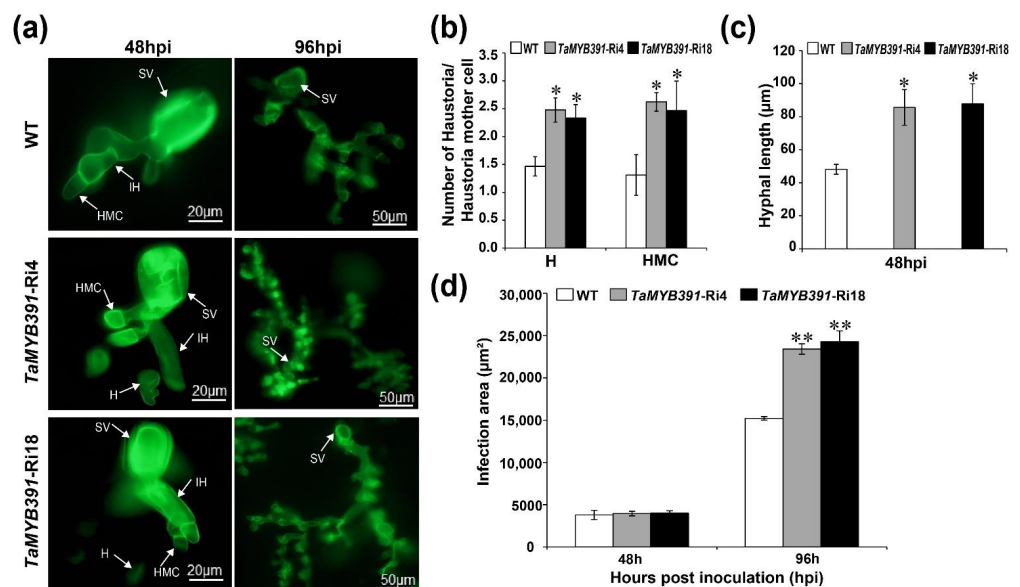 (a)
48hpi
96hpi
WT
SV
IH
HMC
20µm
SV
50µm
TaMYB391-Ri4
HMC
SV
IH
H
20µm
SV
50µm
TaMYB391-Ri18
SV
IH
H
HMC
20µm
SV
50µm
(b)
WT TaMYB391-Ri4 TaMYB391-Ri18
Number of Haustoria/
Haustoria mother cell
3.5
3.0
2.5
2.0
1.5
1.0
0.5
0.0
* *
* *
H HMC
(c)
WT TaMYB391-Ri4 TaMYB391-Ri18
Hyphal length (µm)
120
100
80
60
40
20
0
* *
48hpi
(d)
WT TaMYB391-Ri4 TaMYB391-Ri18
Infection area (µm²)
30,000
25,000
22,000
15,000
10,000
5000
0
** **
48h 96h
Hours post inoculation (hpi)